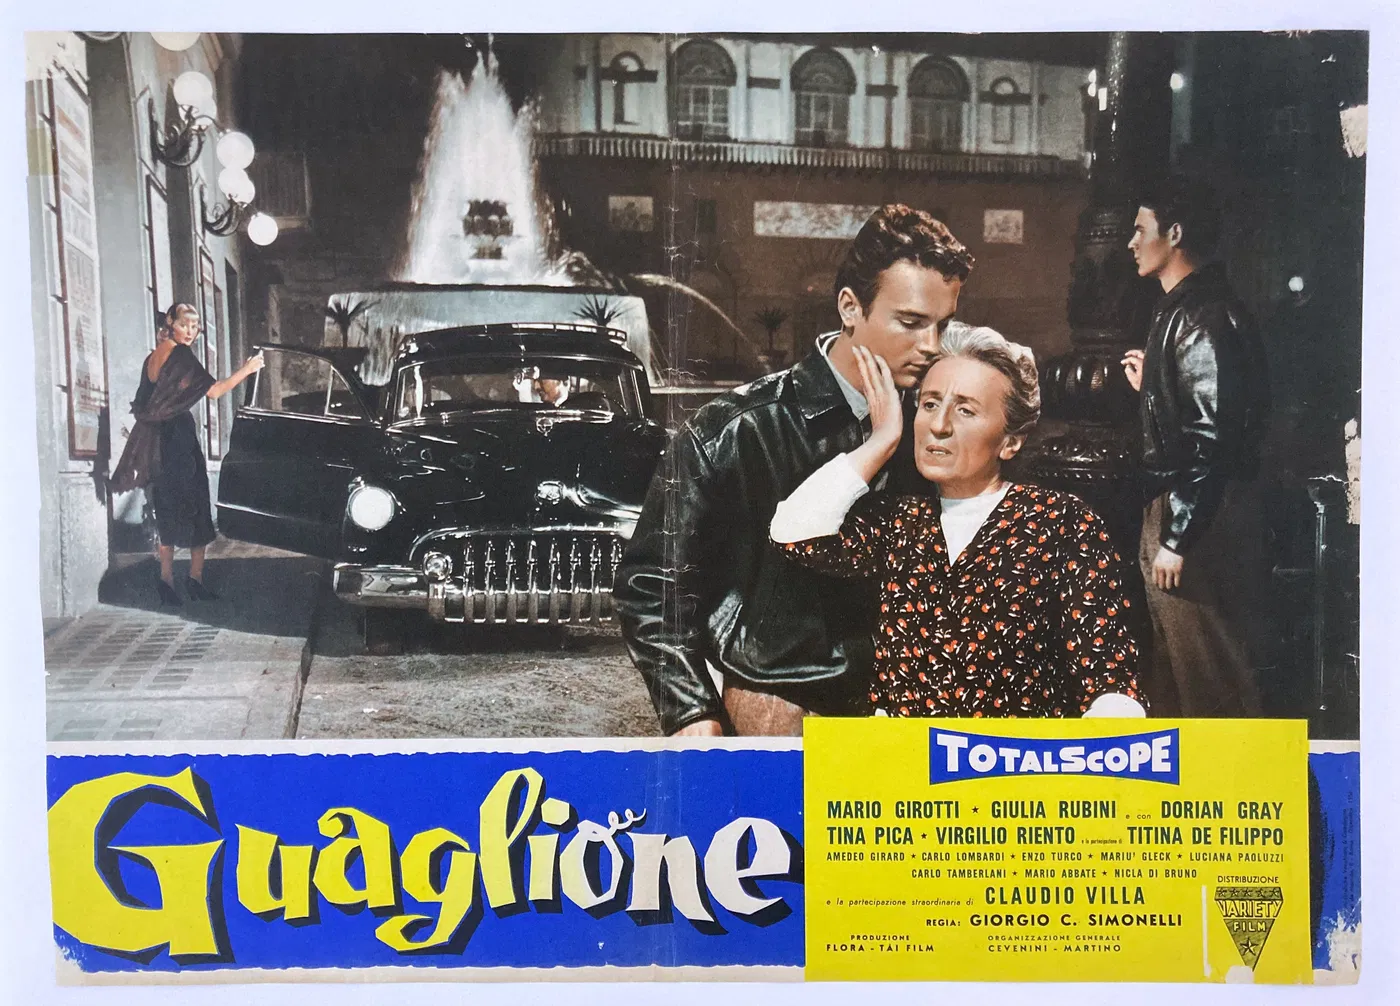 Guaglione
TOTALSCOPE
MARIO GIROTTI ★ GIULIA RUBINI e con DORIAN GRAY
TINA PICA ★ VIRGILIO RIENTO e la partecipazione di TITINA DE FILIPPO
AMEDEO GIRARD ★ CARLO LOMBARDI ★ ENZO TURCO ★ MARIU' GLECK ★ LUCIANA PAOLUZZI
CARLO TAMBERLANI ★ MARIO ABBATE ★ NICLA DI BRUNO
e la partecipazione straordinaria di CLAUDIO VILLA
REGIA: GIORGIO C. SIMONELLI
PRODUZIONE
FLORA - TAI FILM
ORGANIZZAZIONE GENERALE
CEVENINI - MARTINO
DISTRIBUZIONE
VARIETY
FILM